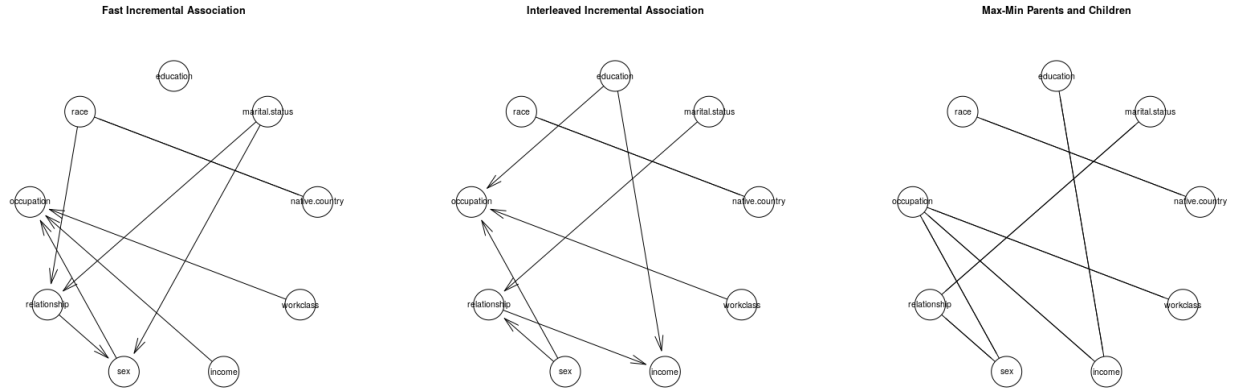 Fast Incremental Association
education
race
marital.status
occupation
native.country
relationship
workclass
sex
income
Interleaved Incremental Association
education
race
marital.status
occupation
native.country
relationship
workclass
sex
income
Max-Min Parents and Children
education
race
marital.status
occupation
native.country
relationship
workclass
sex
income